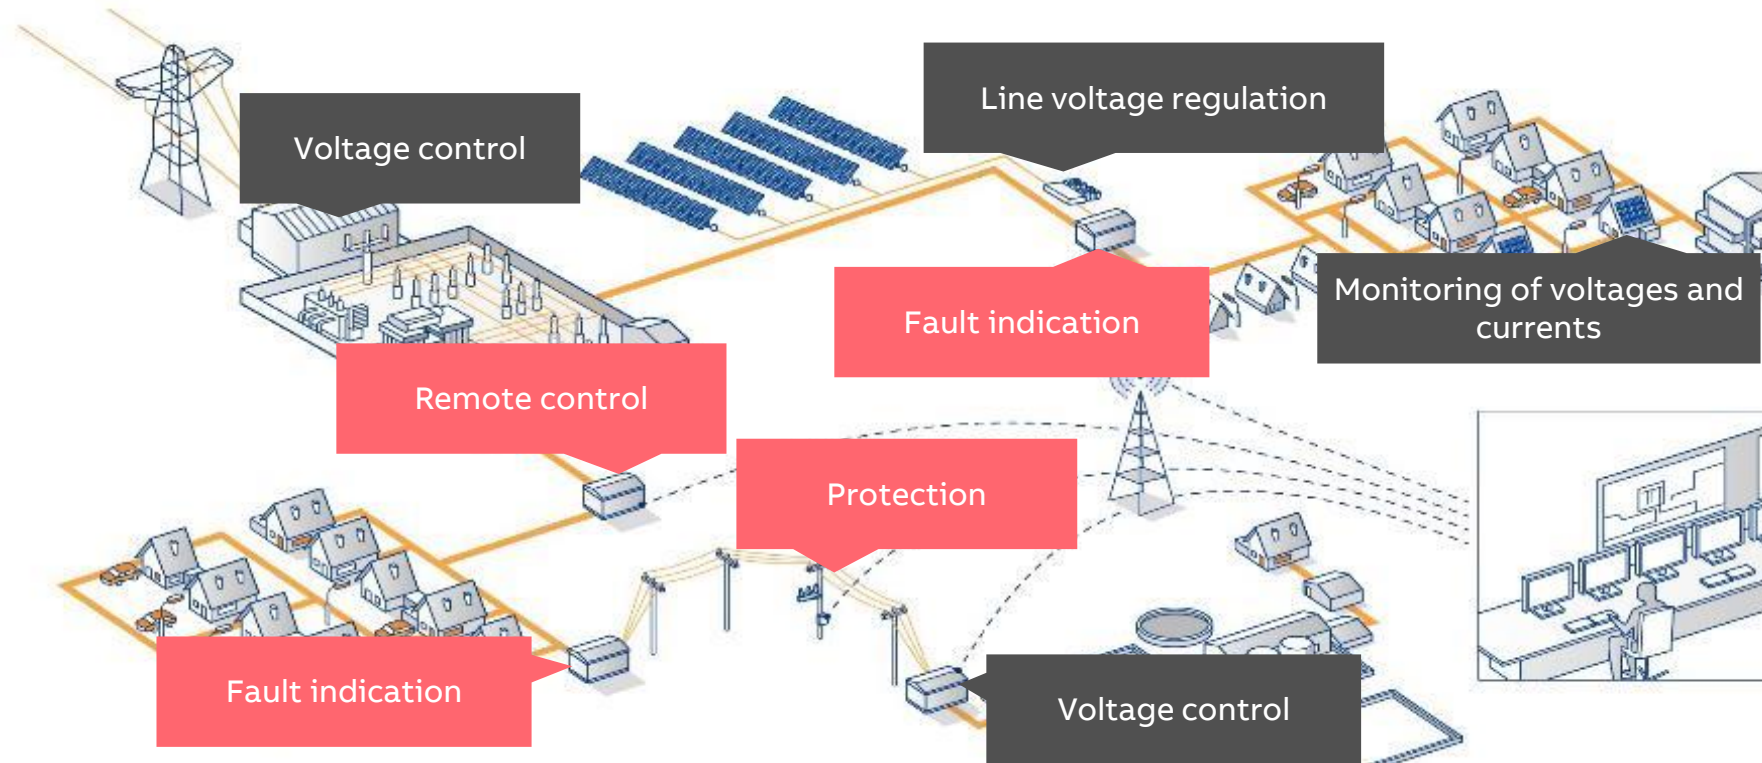 Line voltage regulation
Voltage control
Monitoring of voltages and
currents
Fault indication
Remote control
Protection
Fault indication
Voltage control